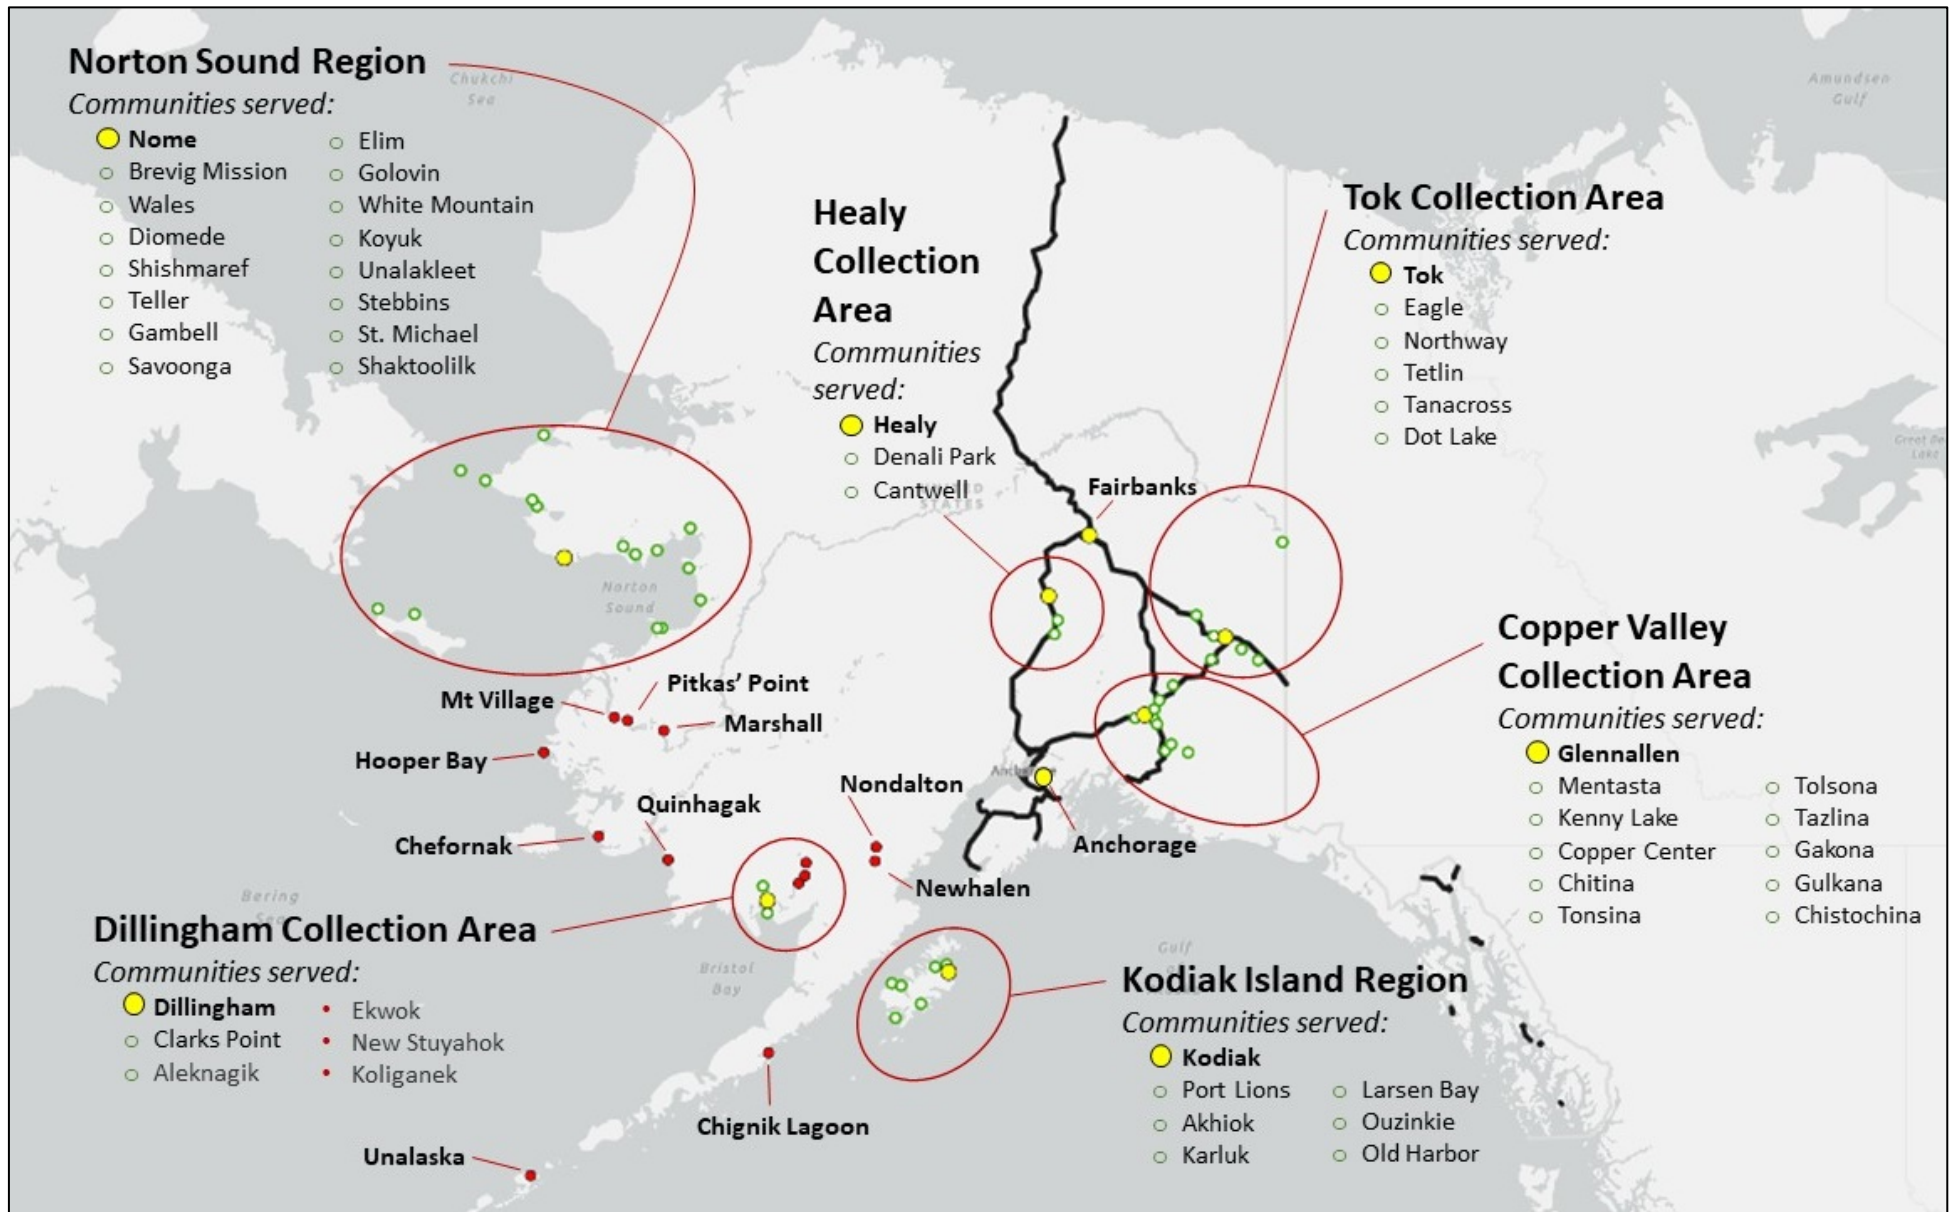 Norton Sound Region
Communities served:
Nome
Brevig Mission
Wales
Diomede
Shishmaref
Teller
Gambell
Savoonga
Elim
Golovin
White Mountain
Koyuk
Unalakleet
Stebbins
St. Michael
Shaktoolilk
Chukchi
Sea
Healy
Collection
Area
Communities
served:
Healy
Denali Park
Cantwell
UNITED
STATES
Fairbanks
Tok Collection Area
Communities served:
Tok
Eagle
Northway
Tetlin
Tanacross
Dot Lake
Amundsen
Gulf
Lake
Norton
Sound
Mt Village
Pitkas' Point
Marshall
Hooper Bay
Quinhagak
Chefornak
Nondalton
Newhalen
Anchorage
Copper Valley
Collection Area
Communities served:
Glennallen
Mentasta
Kenny Lake
Copper Center
Chitina
Tonsina
Tolsona
Tazlina
Gakona
Gulkana
Chistochina
Bering
Sea
Dillingham Collection Area
Communities served:
Dillingham
Clarks Point
Aleknagik
Ekwok
New Stuyahok
Koliganek
Bristol
Bay
Gulf
Kodiak Island Region
Communities served:
Kodiak
Port Lions
Akhiok
Karluk
Larsen Bay
Ouzinkie
Old Harbor
Chignik Lagoon
Unalaska